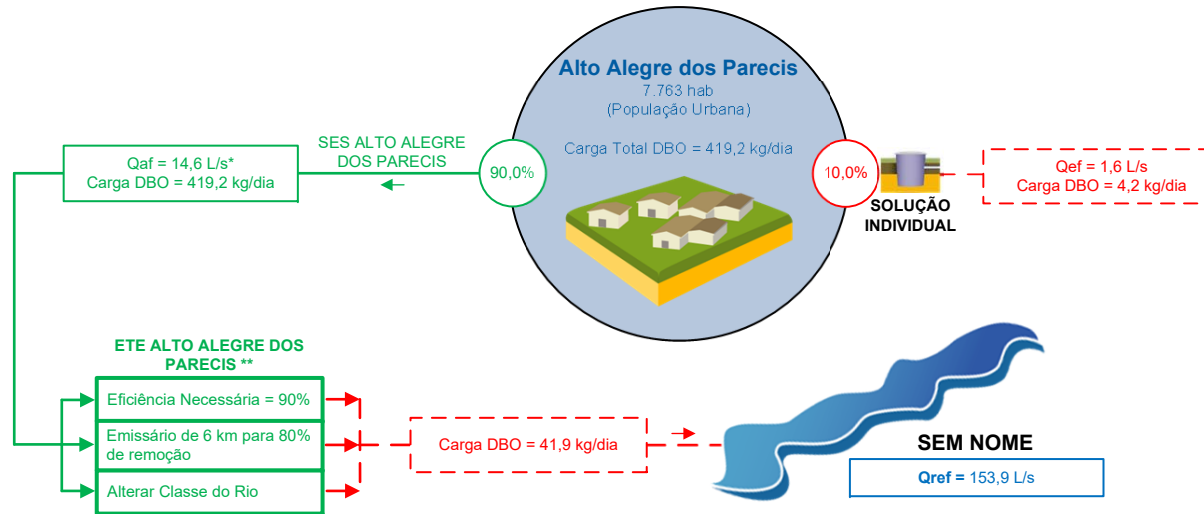 Alto Alegre dos Parecis
7.763 hab
(População Urbana)
Carga Total DBO = 419,2 kg/dia
SES ALTO ALEGRE
DOS PARECIS
90,0%
10,0%
Qaf = 14,6 L/s*
Carga DBO = 419,2 kg/dia
SOLUÇÃO
INDIVIDUAL
Qef = 1,6 L/s
Carga DBO = 4,2 kg/dia
ETE ALTO ALEGRE DOS
PARECIS **
Eficiência Necessária = 90%
Emissário de 6 km para 80%
de remoção
Alterar Classe do Rio
Carga DBO = 41,9 kg/dia
SEM NOME
Qref = 153,9 L/s